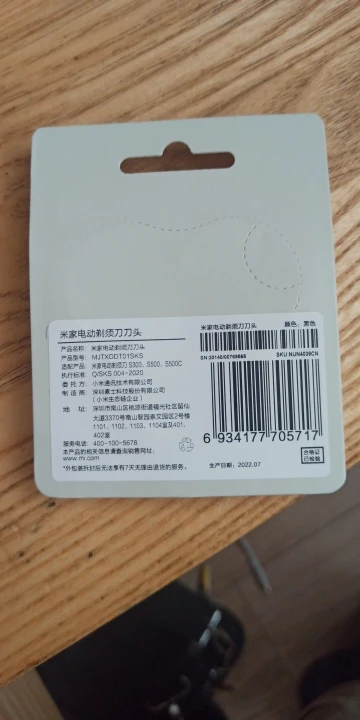 米家电动剃须刀刀头
产品名称: 米家电动剃须刀刀头
产品型号: MJTXDDT01SKS
适配产品: 米家电动剃须刀 S300、S500、S500C
执行标准: Q/SKS 004-2020
委 托 方: 小米通讯技术有限公司
制 造 商: 深圳素士科技股份有限公司
(小米生态链企业)
地 址: 深圳市南山区桃源街道福光社区留仙
大道3370号南山智园崇文园区2号楼
1101、1102、1103、1104室及401、
402室
服务电话: 400-100-5678
本产品的相关信息请查询销售网址:
www.mi.com
*外包装拆封后无法享有7天无理由退货的服务。
米家电动剃须刀刀头 颜色: 黑色
SKU NUN4039CN
6 934177 705717
生产日期: 2022.07
合格证
已检验